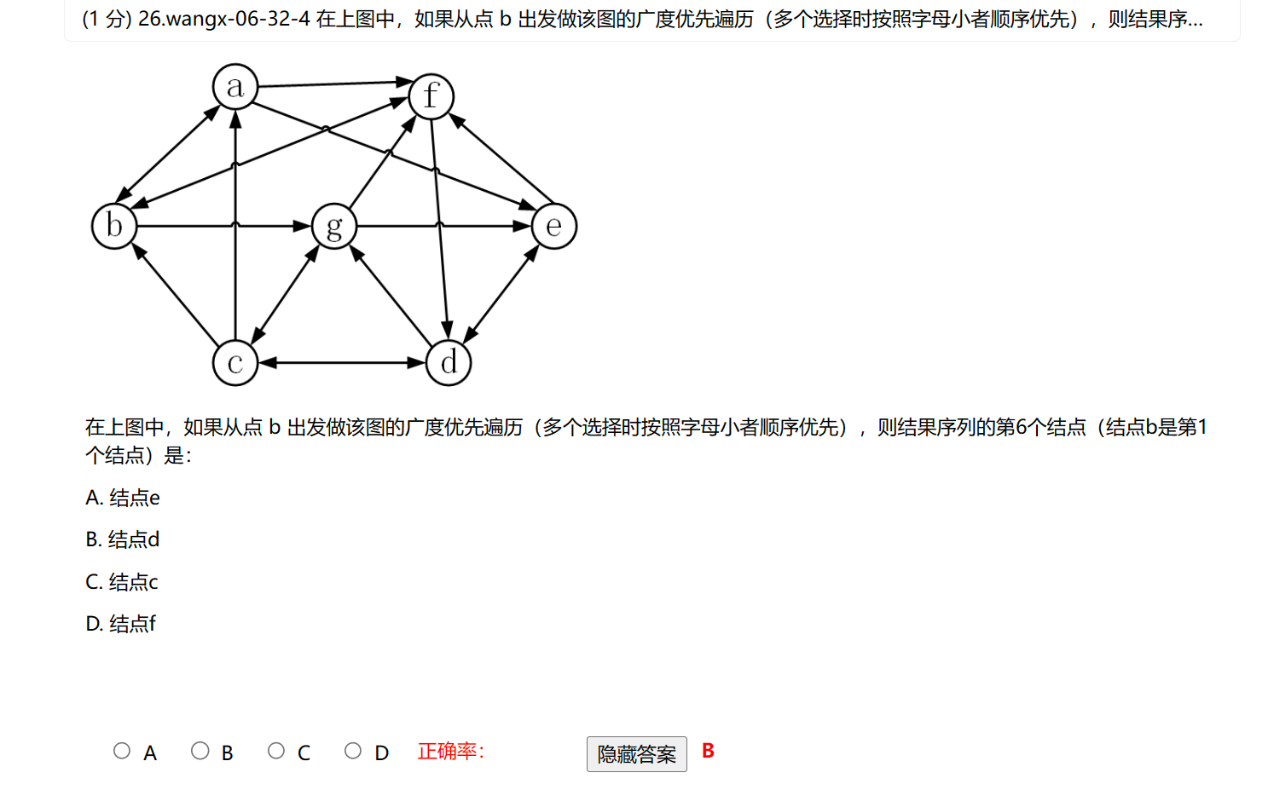 (1 分) 26.wangx-06-32-4 在上图中，如果从点 b 出发做该图的广度优先遍历（多个选择时按照字母小者顺序优先），则结果序...
a
f
b
g
e
c
d
在上图中，如果从点 b 出发做该图的广度优先遍历（多个选择时按照字母小者顺序优先），则结果序列的第6个结点（结点b是第1
个结点）是：
A. 结点e
B. 结点d
C. 结点c
D. 结点f
A B C D 正确率： 隐藏答案 B